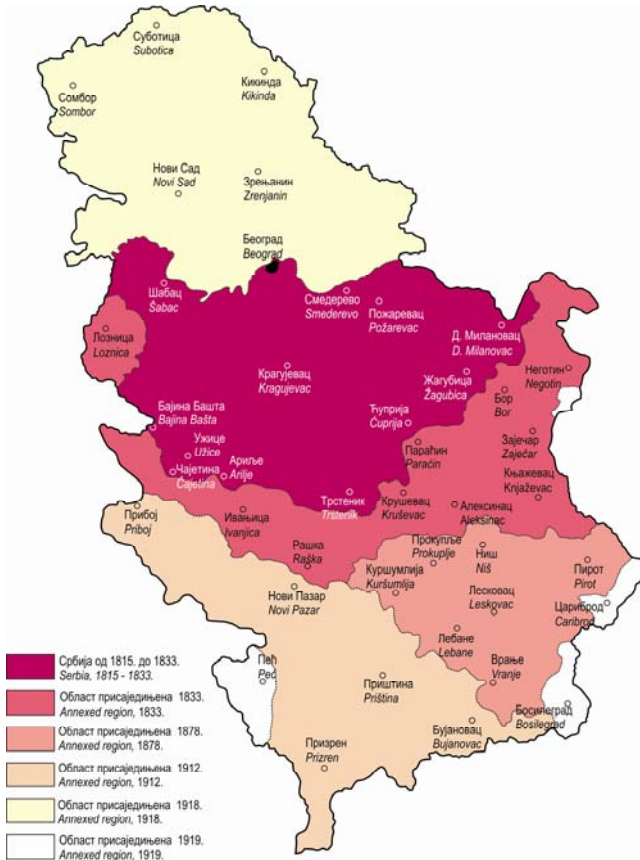 Суботица
Subotica
Кикинда
Kikinda
Сомбор
Sombor
Нови Сад
Novi Sad
Зрењанин
Zrenjanin
Београд
Beograd
Шабац
Šabac
Смедерево
Smederevo
Пожаревац
Požarevac
Лозница
Loznica
Д. Милановац
D. Milanovac
Неготин
Negotin
Крагујевац
Kragujevac
Жагубица
Žagubica
Бор
Bor
Бајина Башта
Bajina Bašta
Ћуприја
Ćuprija
Зајечар
Zaječar
Ужице
Užice
Параћин
Paraćin
Чајетина
Čajetina
Ариље
Arilje
Књажевац
Knjaževac
Трстеник
Trstenik
Крушевац
Kruševac
Алексинац
Aleksinac
Прибој
Priboj
Ивањица
Ivanjica
Прокупље
Prokuplje
Ниш
Niš
Рашка
Raška
Куршумлија
Kuršumlija
Пирот
Pirot
Нови Пазар
Novi Pazar
Лесковац
Leskovac
Цариброд
Caribrod
Лебане
Lebane
Пећ
Peć
Врање
Vranje
Приштина
Priština
Босилеград
Bosilegrad
Бујановац
Bujanovac
Призрен
Prizren
Србија од 1815. до 1833.
Serbia, 1815 - 1833.
Област присаједињена 1833.
Annexed region, 1833.
Област присаједињена 1878.
Annexed region, 1878.
Област присаједињена 1912.
Annexed region, 1912.
Област присаједињена 1918.
Annexed region, 1918.
Област присаједињена 1919.
Annexed region, 1919.